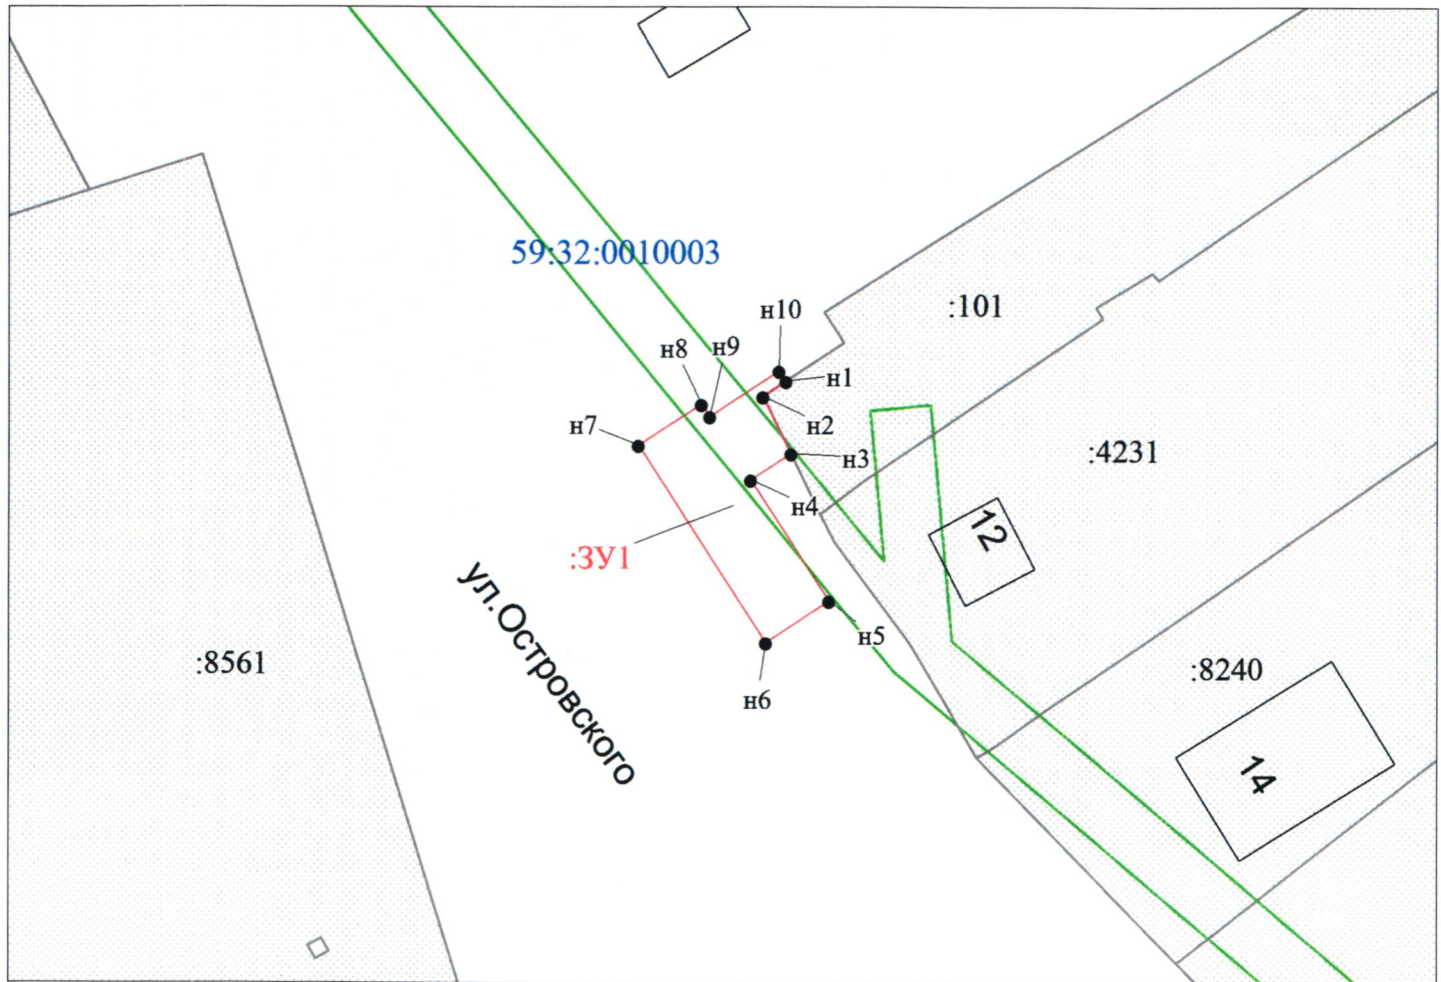 59:32:0010003
:101
н10
н8
н9
н1
н7
н2
н3
:4231
н4
12
:ЗУ1
ул.Островского
н5
:8561
:8240
н6
14